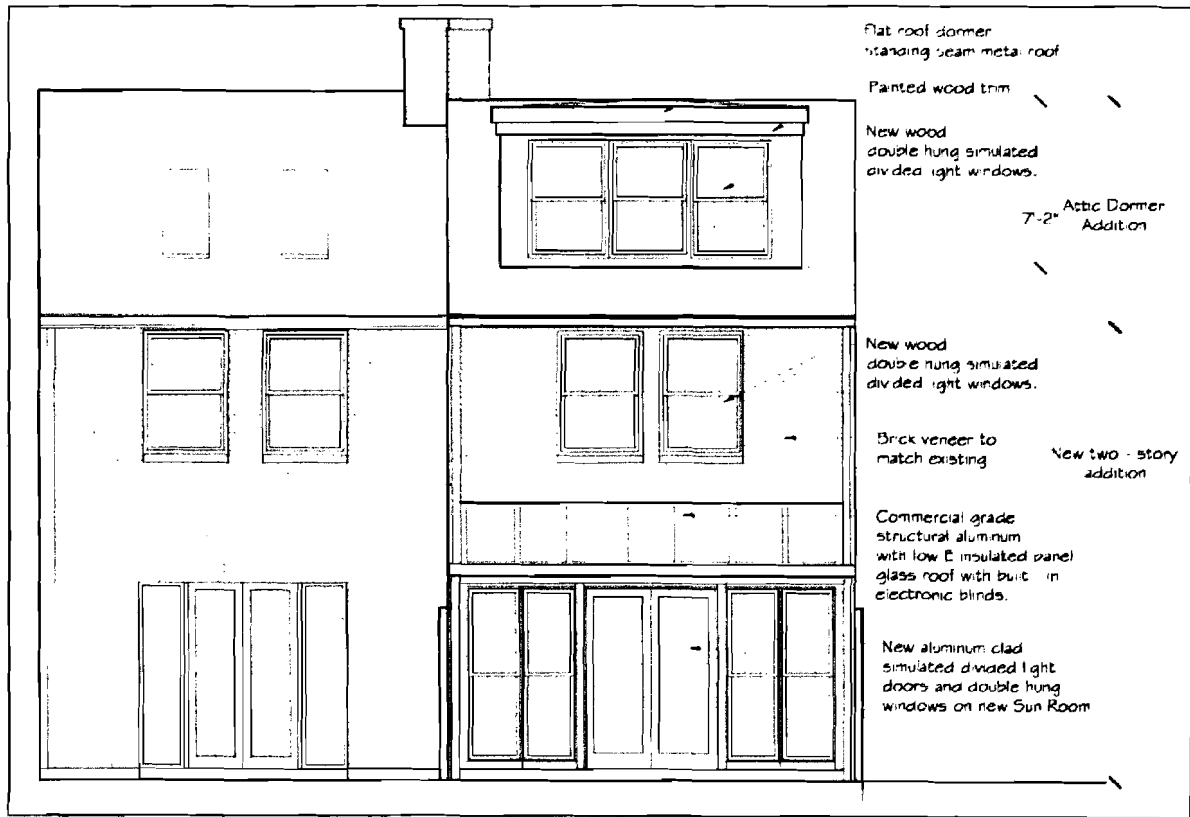 Flat roof dormer
standing seam metal roof
Painted wood trim
New wood
double hung simulated
divided light windows.
7'-2"
Attic Dormer
Addition
New wood
double hung simulated
divided light windows.
Brick veneer to
match existing
New two - story
addition
Commercial grade
structural aluminum
with low E insulated panel
glass roof with built - in
electronic blinds.
New aluminum clad
simulated divided light
doors and double hung
windows on new Sun Room